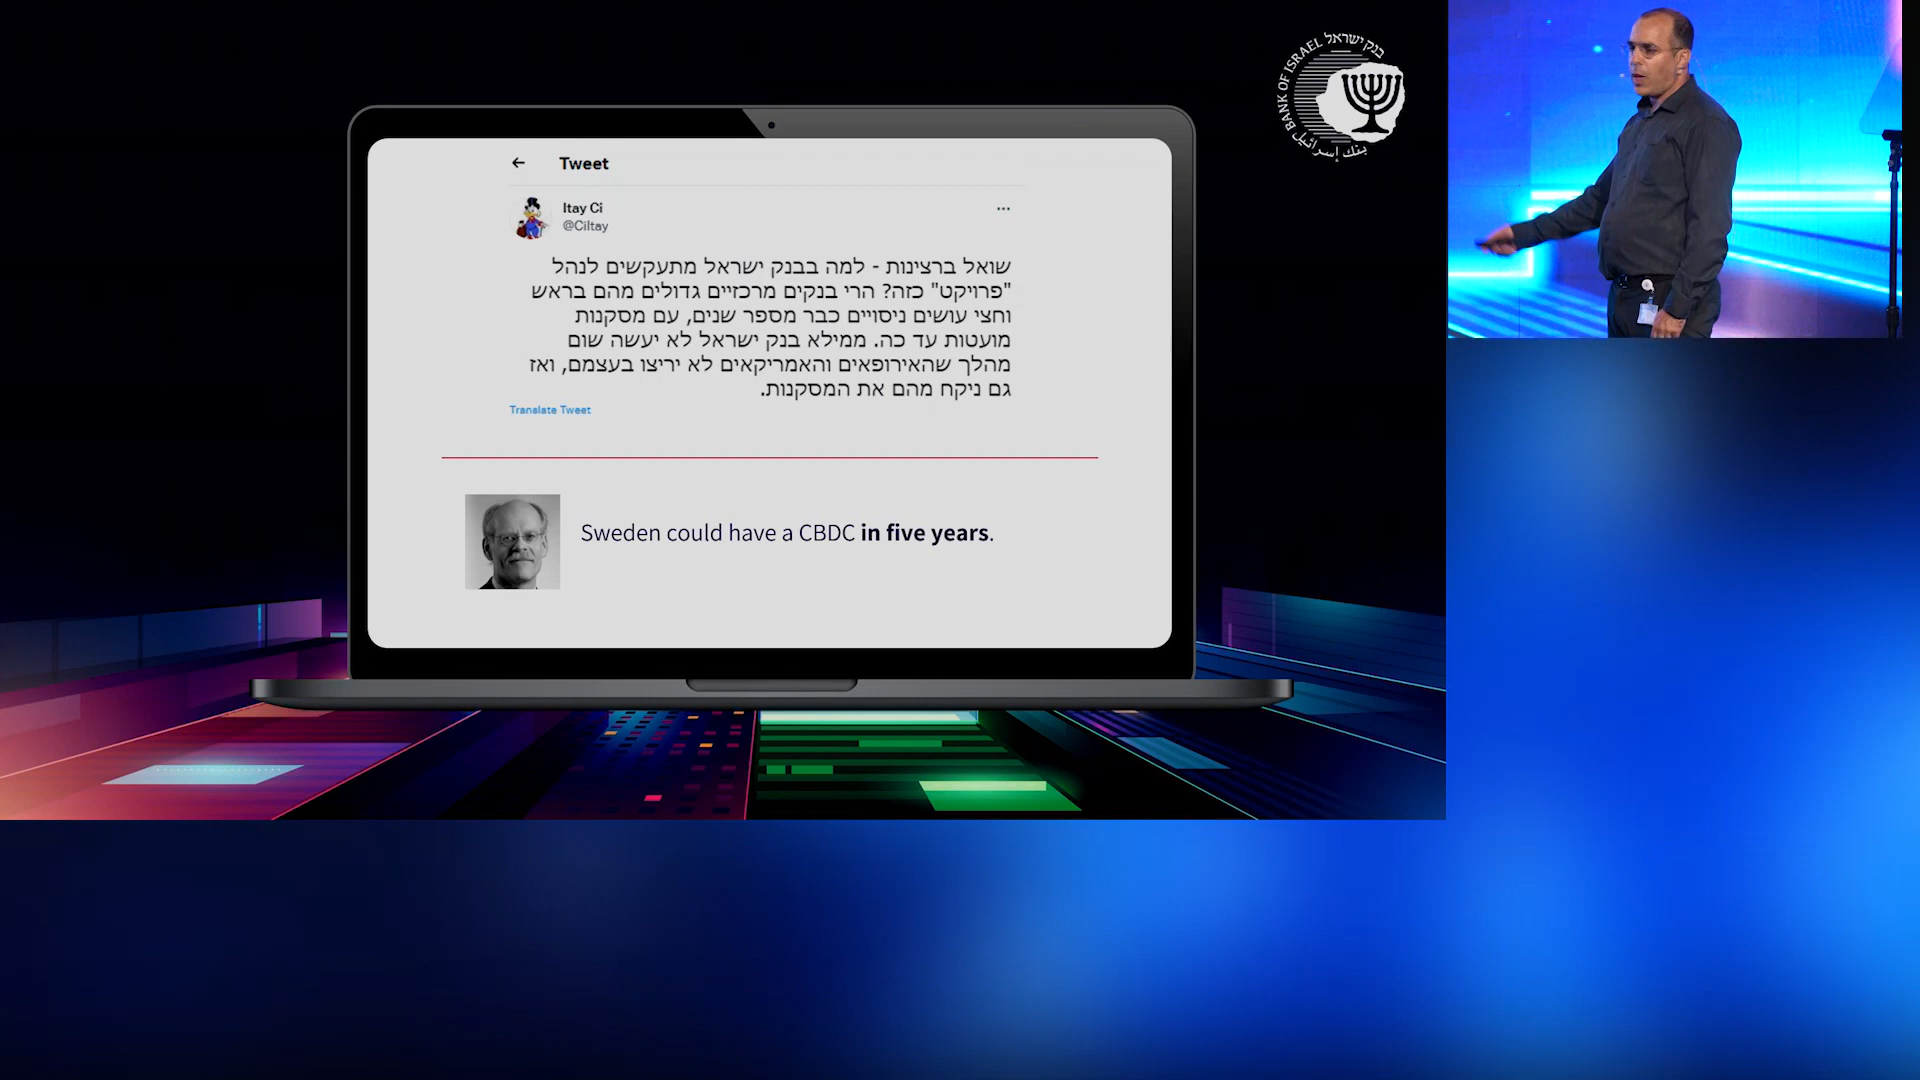 בנק ישראל
BANK OF ISRAEL
بنك إسرائيل
Tweet
Itay Ci
@CiItay
שואל ברצינות - למה בבנק ישראל מתעקשים לנהל
"פרויקט" כזה? הרי בנקים מרכזיים גדולים מהם בראש
וחצי עושים ניסויים כבר מספר שנים, עם מסקנות
מועטות עד כה. ממילא בנק ישראל לא יעשה שום
מהלך שהאירופאים והאמריקאים לא יריצו בעצמם, ואז
גם ניקח מהם את המסקנות.
Translate Tweet
Sweden could have a CBDC in five years.